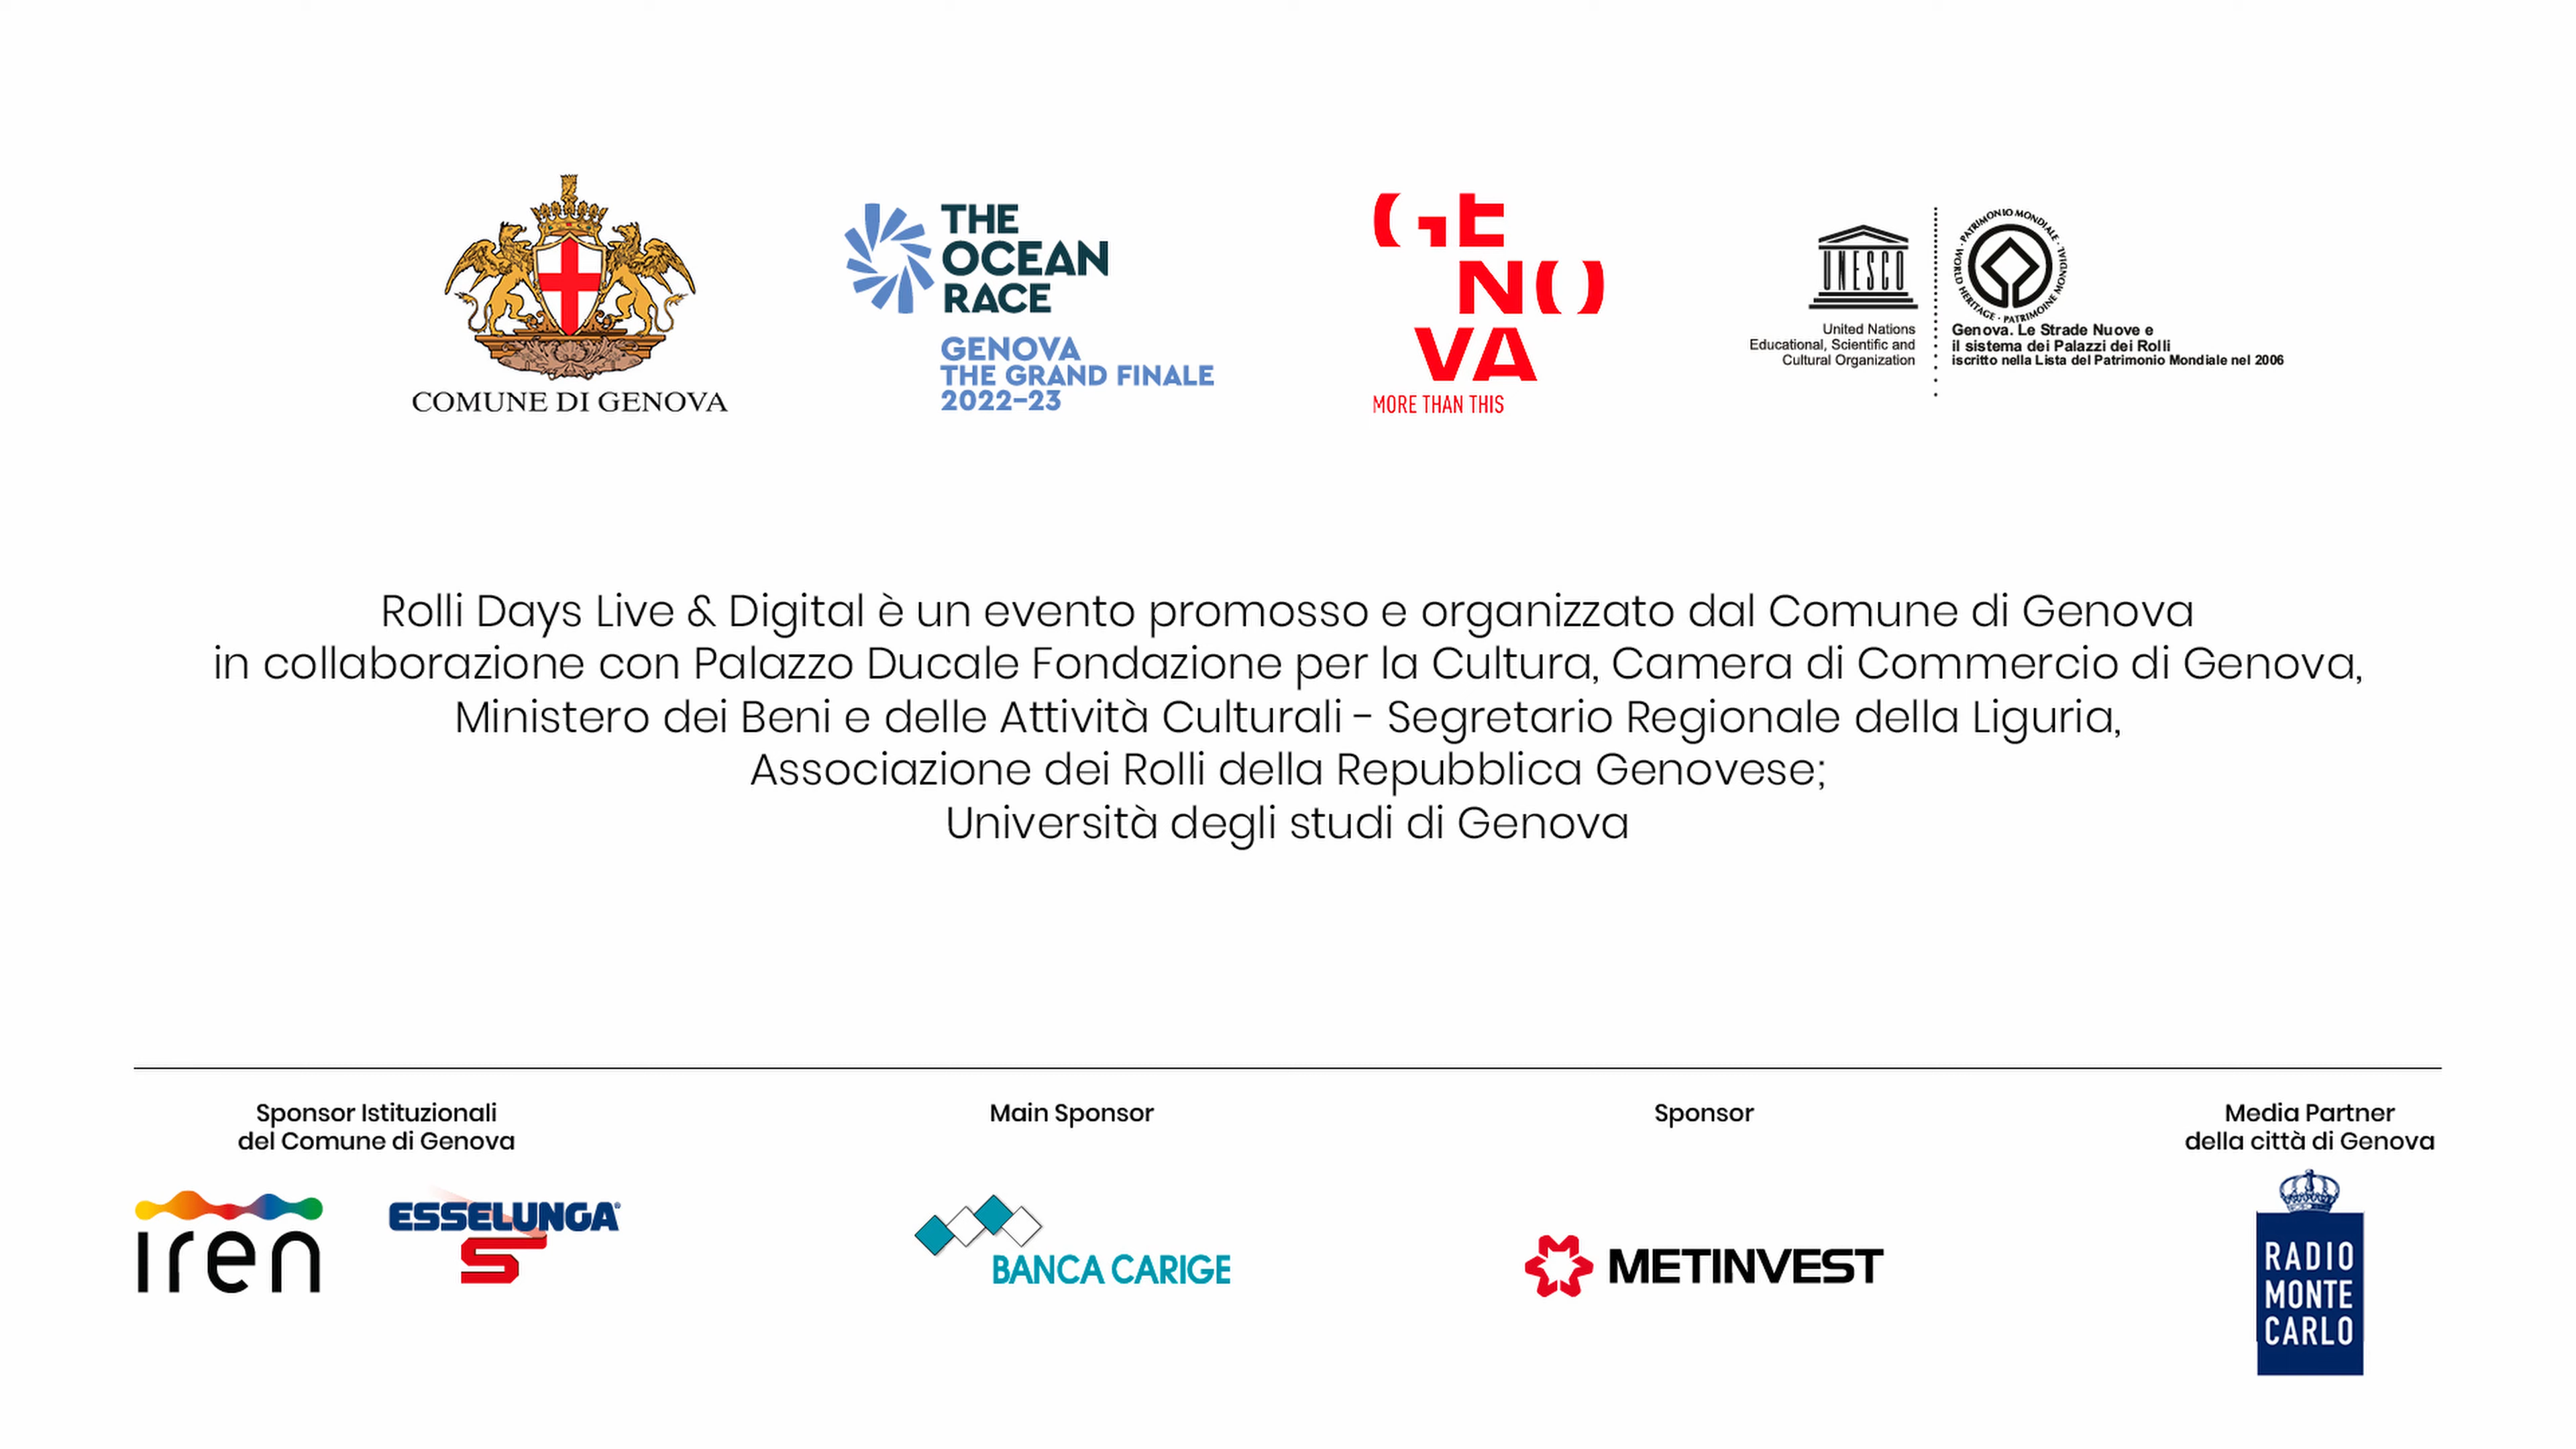 COMUNE DI GENOVA
THE
OCEAN
RACE
GENOVA
THE GRAND FINALE
2022–23
GE
NO
VA
MORE THAN THIS
UNESCO
United Nations
Educational, Scientific and
Cultural Organization
WORLD HERITAGE · PATRIMONIO MONDIALE · PATRIMOINE MONDIAL ·
Genova. Le Strade Nuove e
il sistema dei Palazzi dei Rolli
iscritto nella Lista del Patrimonio Mondiale nel 2006
Rolli Days Live & Digital è un evento promosso e organizzato dal Comune di Genova
in collaborazione con Palazzo Ducale Fondazione per la Cultura, Camera di Commercio di Genova,
Ministero dei Beni e delle Attività Culturali - Segretario Regionale della Liguria,
Associazione dei Rolli della Repubblica Genovese;
Università degli studi di Genova
Sponsor Istituzionali
del Comune di Genova
iren
ESSELUNGA®
S
Main Sponsor
BANCA CARIGE
Sponsor
METINVEST
Media Partner
della città di Genova
RADIO
MONTE
CARLO